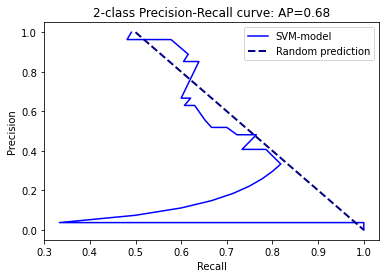 2-class Precision-Recall curve: AP=0.68
SVM-model
Random prediction
Precision
1.0
0.8
0.6
0.4
0.2
0.0
0.3 0.4 0.5 0.6 0.7 0.8 0.9 1.0
Recall